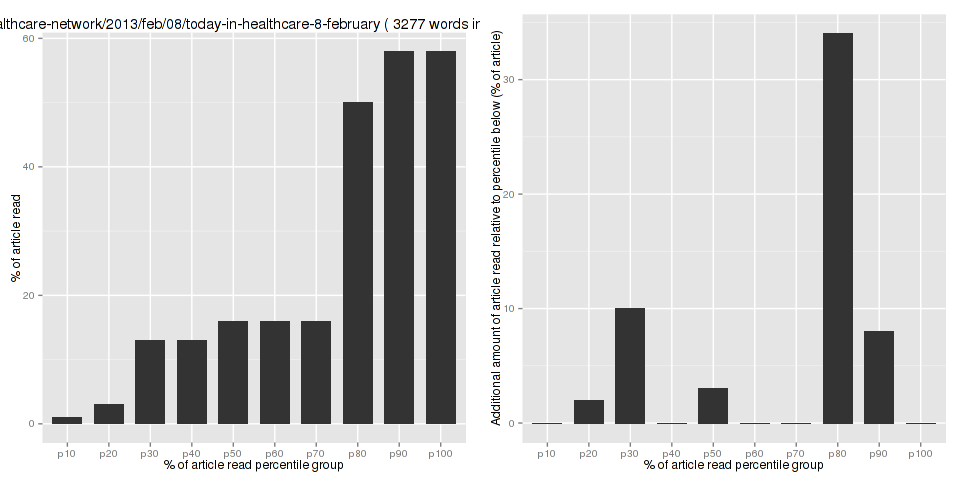 althcare-network/2013/feb/08/today-in-healthcare-8-february ( 3277 words ir
60
40
20
0
% of article read
p10 p20 p30 p40 p50 p60 p70 p80 p90 p100
% of article read percentile group
30
20
10
0
Additional amount of article read relative to percentile below (% of article)
p10 p20 p30 p40 p50 p60 p70 p80 p90 p100
% of article read percentile group